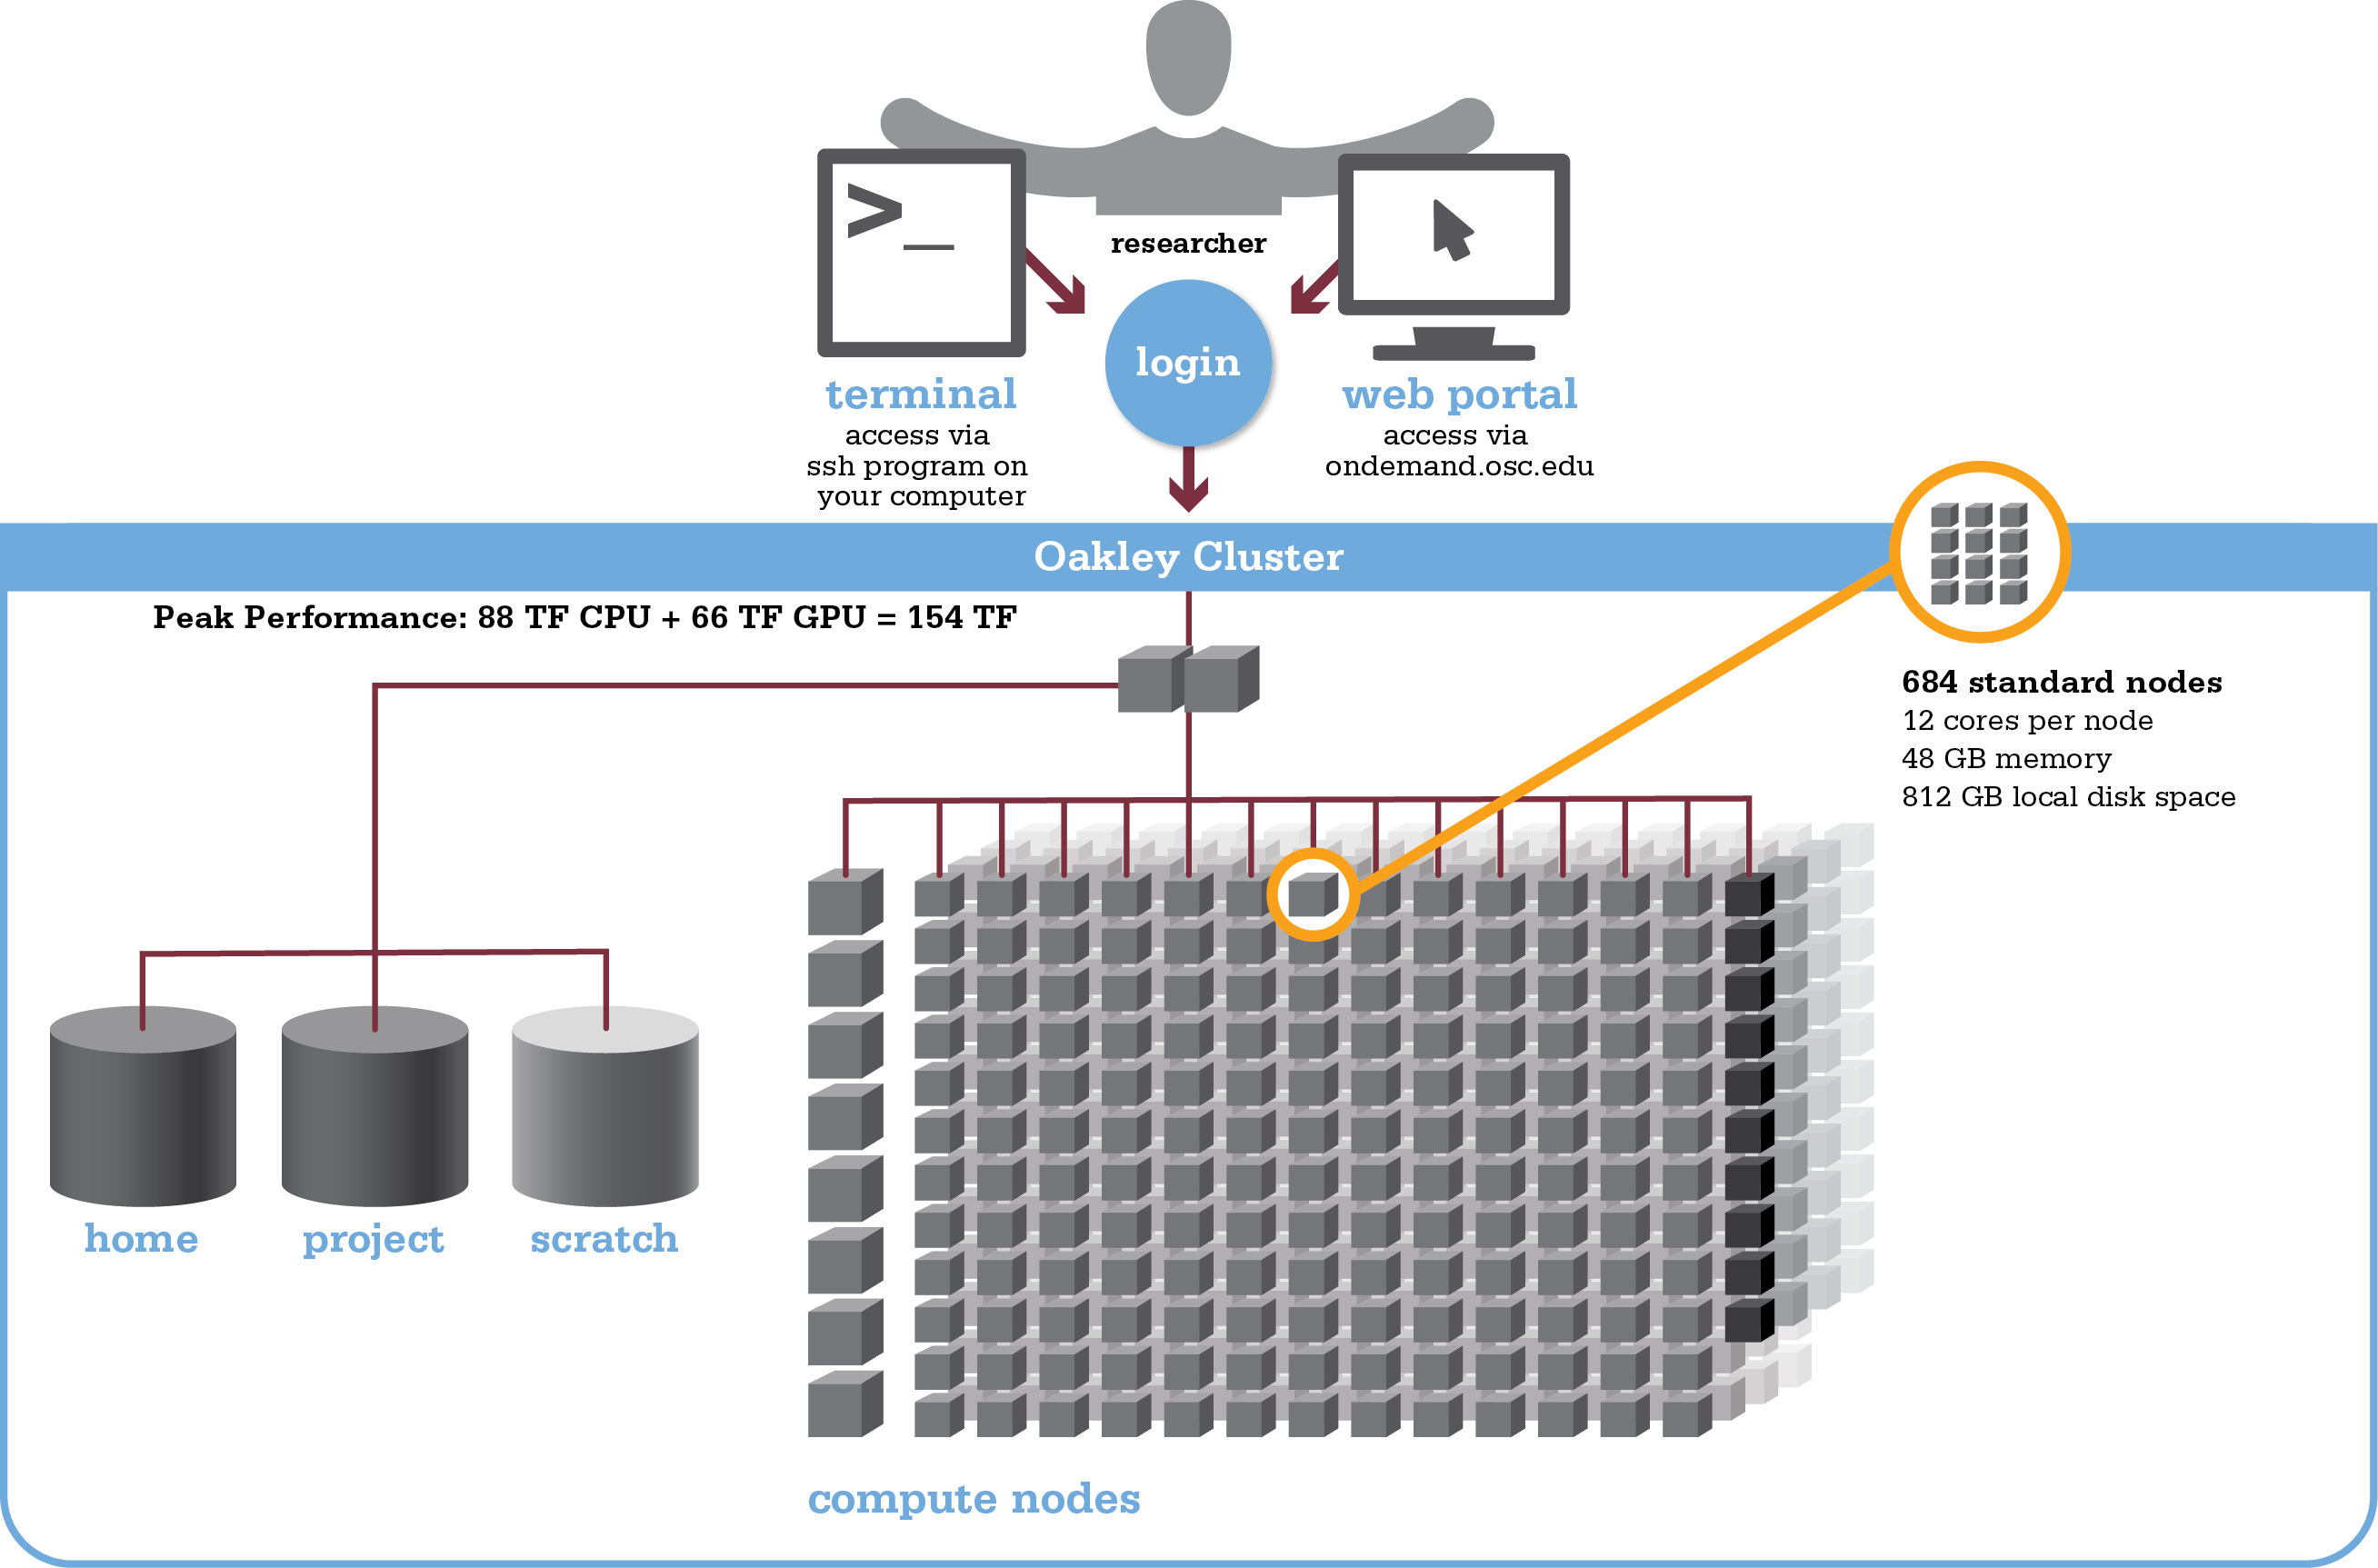 >_
researcher
login
terminal
access via
ssh program on
your computer
web portal
access via
ondemand.osc.edu
Oakley Cluster
Peak Performance: 88 TF CPU + 66 TF GPU = 154 TF
684 standard nodes
12 cores per node
48 GB memory
812 GB local disk space
home
project
scratch
compute nodes